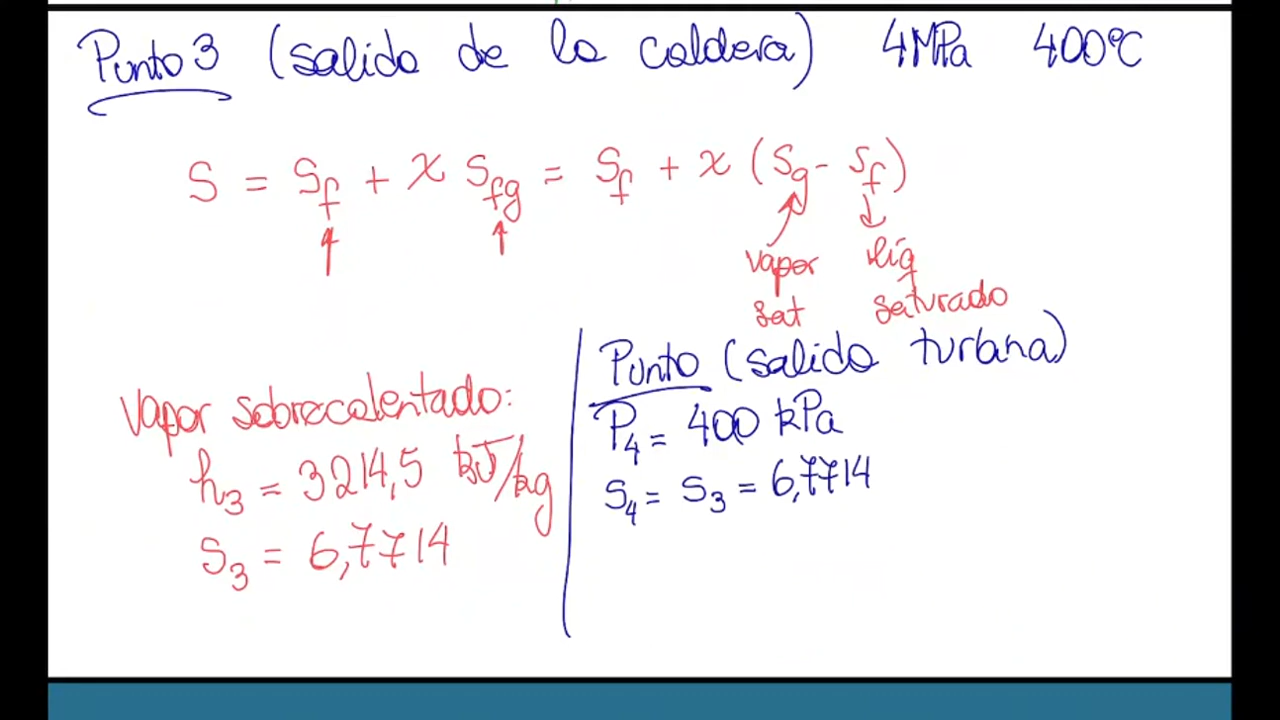 Punto 3 (salida de la caldera) 4MPa 400°C
S = Sf + x Sfg = Sf + x (Sg - Sf)
vapor sat
líq saturado
Vapor sobrecalentado:
h3 = 3214,5 kJ/kg
S3 = 6,7714
Punto (salida turbina)
P4 = 400 kPa
S4 = S3 = 6,7714